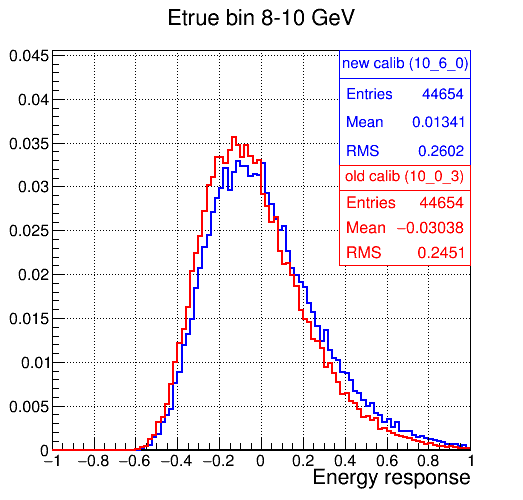 Etrue bin 8-10 GeV
new calib (10_6_0)
Entries 44654
Mean 0.01341
RMS 0.2602
old calib (10_0_3)
Entries 44654
Mean −0.03038
RMS 0.2451
0.045
0.04
0.035
0.03
0.025
0.02
0.015
0.01
0.005
0
−1 −0.8 −0.6 −0.4 −0.2 0 0.2 0.4 0.6 0.8 1
Energy response